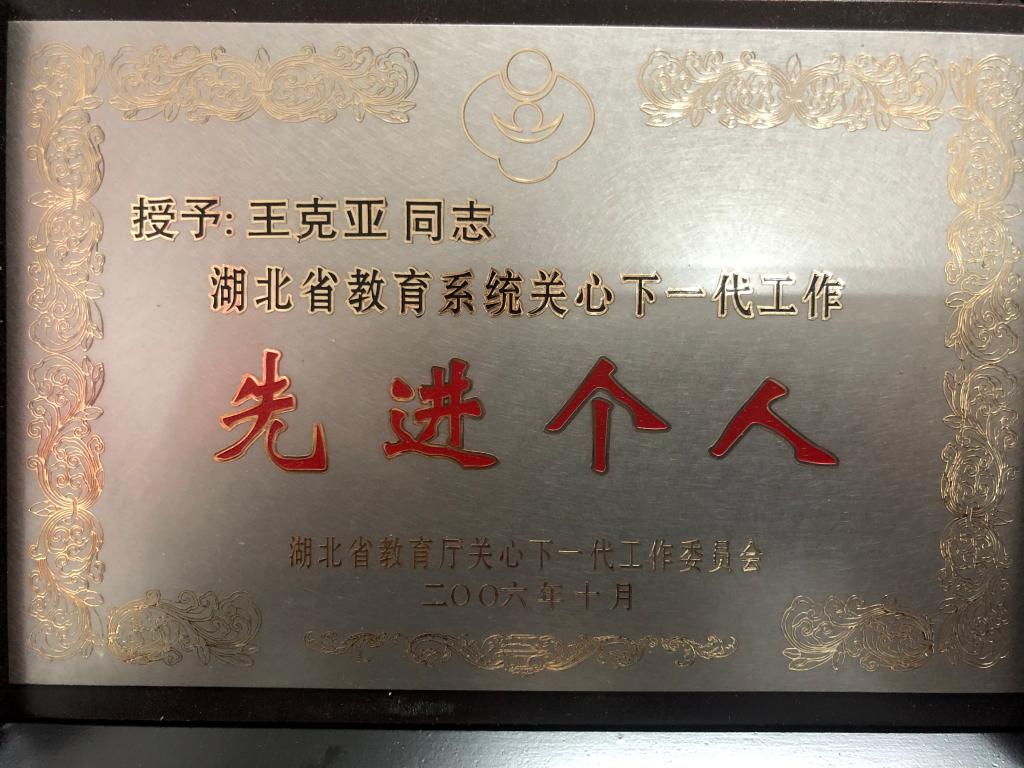 授予:王克亚 同志
湖北省教育系统关心下一代工作
先进个人
湖北省教育厅关心下一代工作委员会
二〇〇六年十月